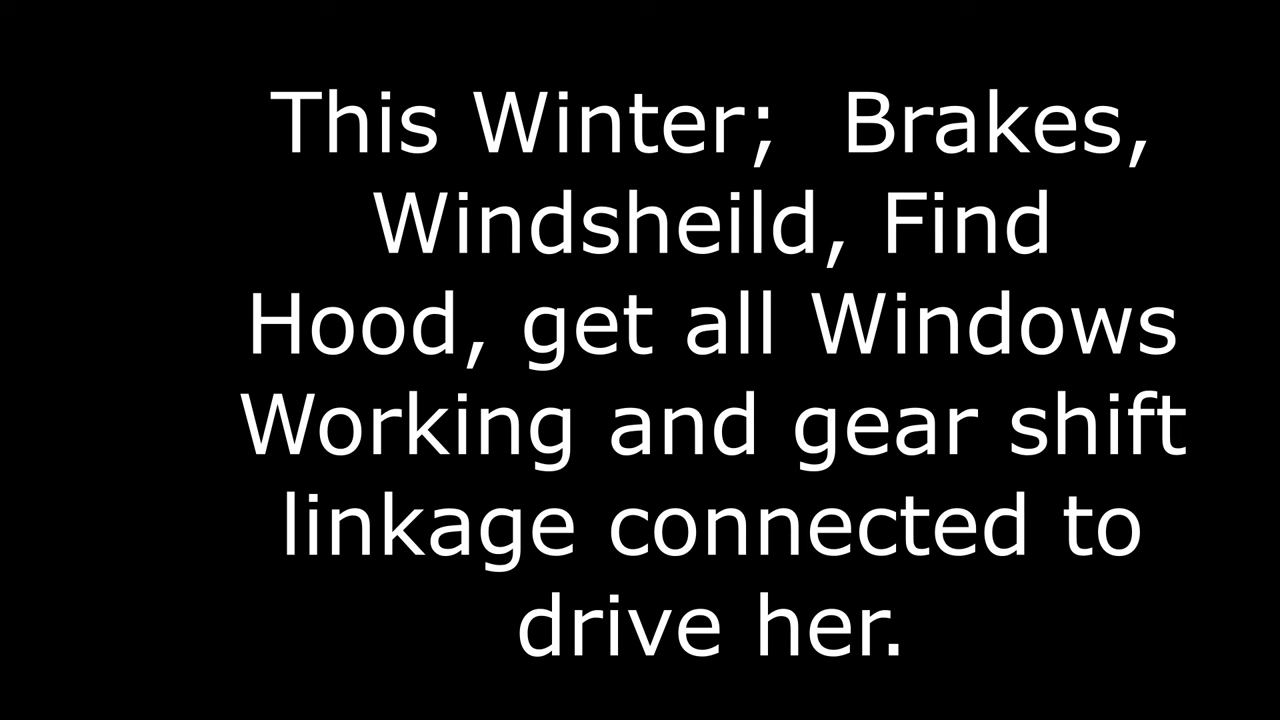 This Winter;  Brakes,
Windsheild, Find
Hood, get all Windows
Working and gear shift
linkage connected to
drive her.